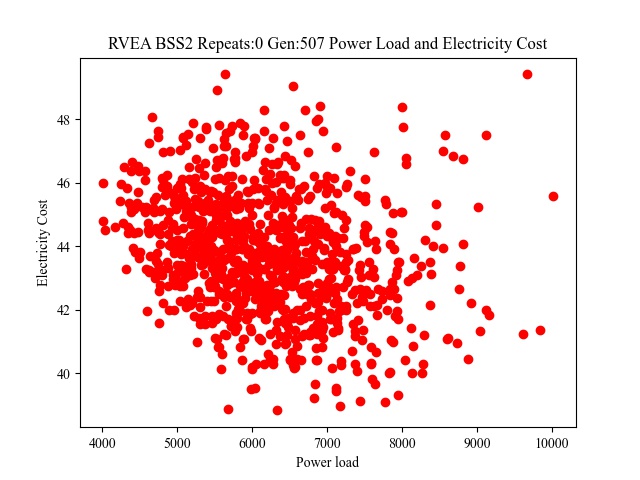 RVEA BSS2 Repeats:0 Gen:507 Power Load and Electricity Cost
48
46
44
42
40
Electricity Cost
4000 5000 6000 7000 8000 9000 10000
Power load